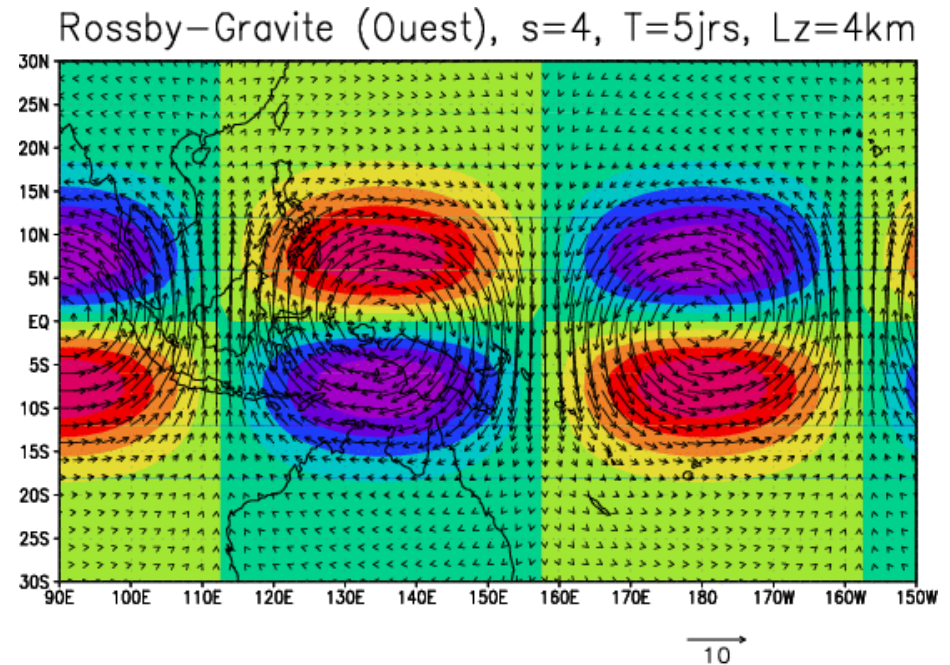 Rossby-Gravite (Ouest), s=4, T=5jrs, Lz=4km
30N
25N
20N
15N
10N
5N
EQ
5S
10S
15S
20S
25S
30S
90E 100E 110E 120E 130E 140E 150E 160E 170E 180 170W 160W 150W
10